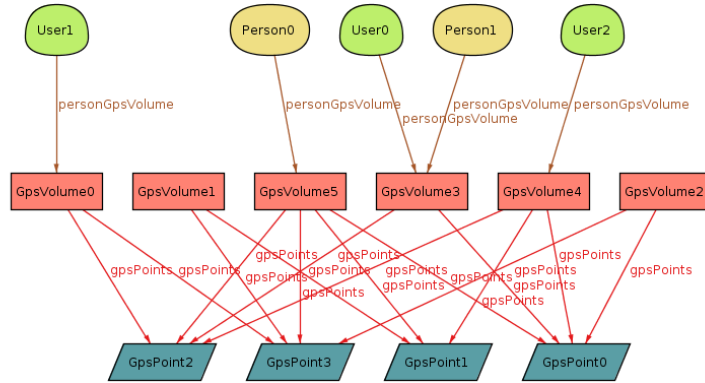 User1 Person0 User0 Person1 User2
personGpsVolume personGpsVolume personGpsVolume personGpsVolume
personGpsVolume
GpsVolume0 GpsVolume1 GpsVolume5 GpsVolume3 GpsVolume4 GpsVolume2
gpsPoints gpsPoints
gpsPoints gpsPoints gpsPoints gpsPoints gpsPoints gpsPoints
gpsPoints gpsPoints
gpsPoints gpsPoints gpsPoints
gpsPoints gpsPoints
GpsPoint2 GpsPoint3 GpsPoint1 GpsPoint0